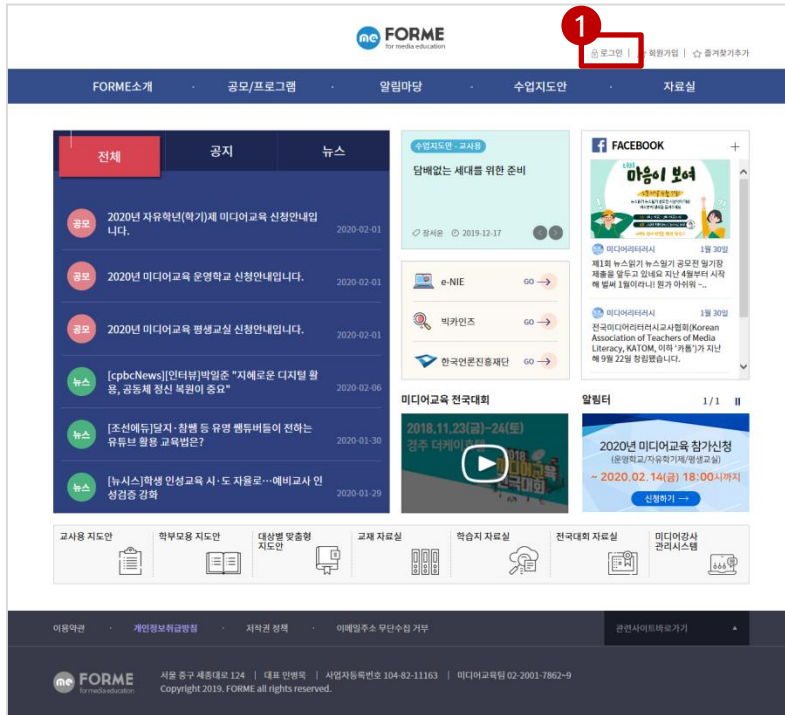 me FORME
for media education
1
로그인 | 회원가입 | 즐겨찾기추가
FORME소개 · 공모/프로그램 · 알림마당 · 수업지도안 · 자료실
전체 공지 뉴스
공모 2020년 자유학년(학기)제 미디어교육 신청안내입
니다. 2020-02-01
공모 2020년 미디어교육 운영학교 신청안내입니다. 2020-02-01
공모 2020년 미디어교육 평생교실 신청안내입니다. 2020-02-01
뉴스 [cpbcNews][인터뷰]박일준 "지혜로운 디지털 활
용, 공동체 정신 복원이 중요" 2020-02-06
뉴스 [조선에듀]달지·참쌤 등 유명 쌤튜버들이 전하는
유튜브 활용 교육법은? 2020-01-30
뉴스 [뉴시스]학생 인성교육 시·도 자율로…예비교사 인
성검증 강화 2020-01-29
수업지도안 - 교사용
담배없는 세대를 위한 준비
장서윤 2019-12-17
e-NIE GO
빅카인즈 GO
한국언론진흥재단 GO
미디어교육 전국대회
2018.11.23(금)-24(토)
경주 더케이호텔
2018
미디어교육
전국대회
f FACEBOOK +
마음이 보여
미디어리터러시 1월 30일
제1회 뉴스읽기 뉴스일기 공모전 일기장
제출을 앞두고 있네요 지난 4월부터 시작
해 벌써 1월이라니! 뭔가 아쉬워 ~..
미디어리터러시 1월 30일
전국미디어리터러시교사협회(Korean
Association of Teachers of Media
Literacy, KATOM, 이하 '카톰')가 지난
해 9월 22일 창립됐습니다.
알림터 1/1
2020년 미디어교육 참가신청
(운영학교/자유학기제/평생교실)
~ 2020.02.14(금) 18:00시까지
신청하기 →
교사용 지도안
학부모용 지도안
대상별 맞춤형
지도안
교재 자료실
학습지 자료실
전국대회 자료실
미디어강사
관리시스템
이용약관 · 개인정보취급방침 · 저작권 정책 · 이메일주소 무단수집 거부
관련사이트바로가기
me FORME
formediaeducation
서울 중구 세종대로 124 | 대표 민병욱 | 사업자등록번호 104-82-11163 | 미디어교육팀 02-2001-7862~9
Copyright 2019. FORME all rights reserved.